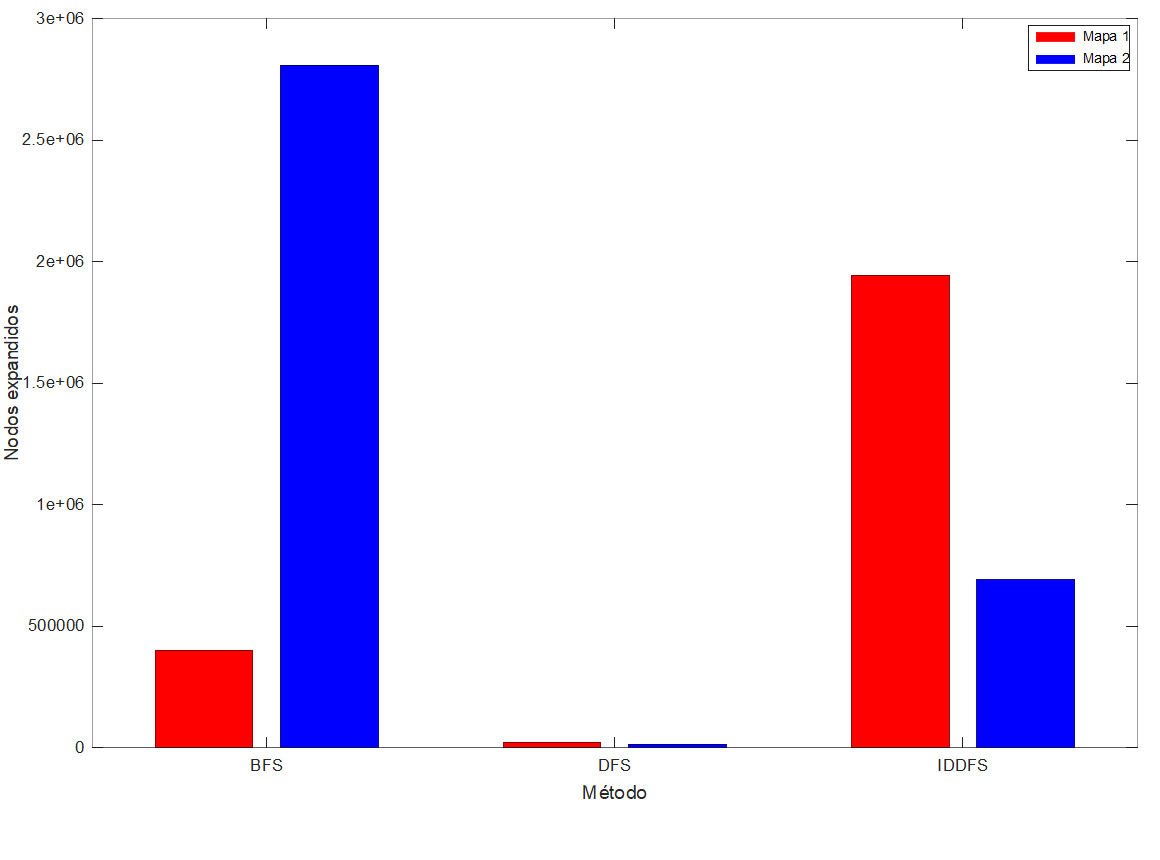 3e+06
Mapa 1
Mapa 2
2.5e+06
2e+06
1.5e+06
1e+06
500000
0
Nodos expandidos
BFS DFS IDDFS
Método